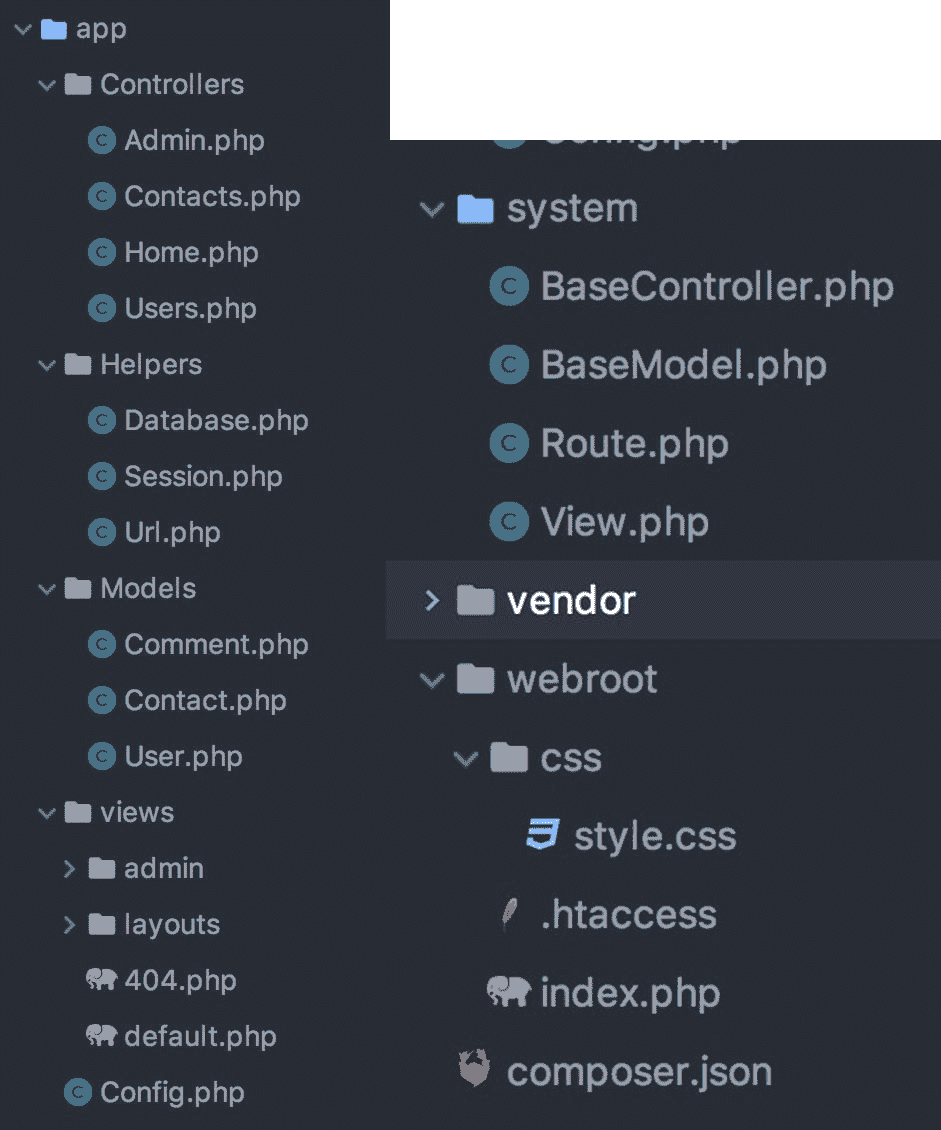 app
Controllers
Admin.php
Contacts.php
Home.php
Users.php
Helpers
Database.php
Session.php
Url.php
Models
Comment.php
Contact.php
User.php
views
admin
layouts
404.php
default.php
Config.php
Config.php
system
BaseController.php
BaseModel.php
Route.php
View.php
vendor
webroot
css
style.css
.htaccess
index.php
composer.json